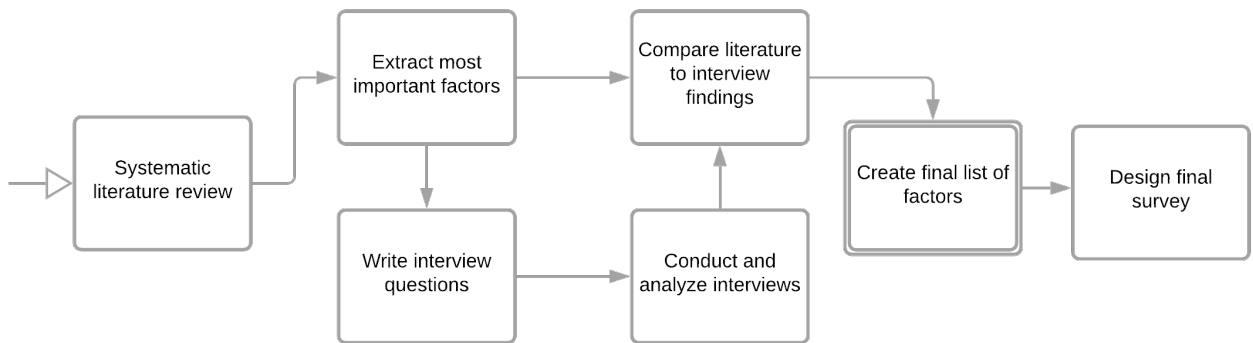 Systematic
literature review
Extract most
important factors
Write interview
questions
Compare literature
to interview
findings
Conduct and
analyze interviews
Create final list of
factors
Design final
survey